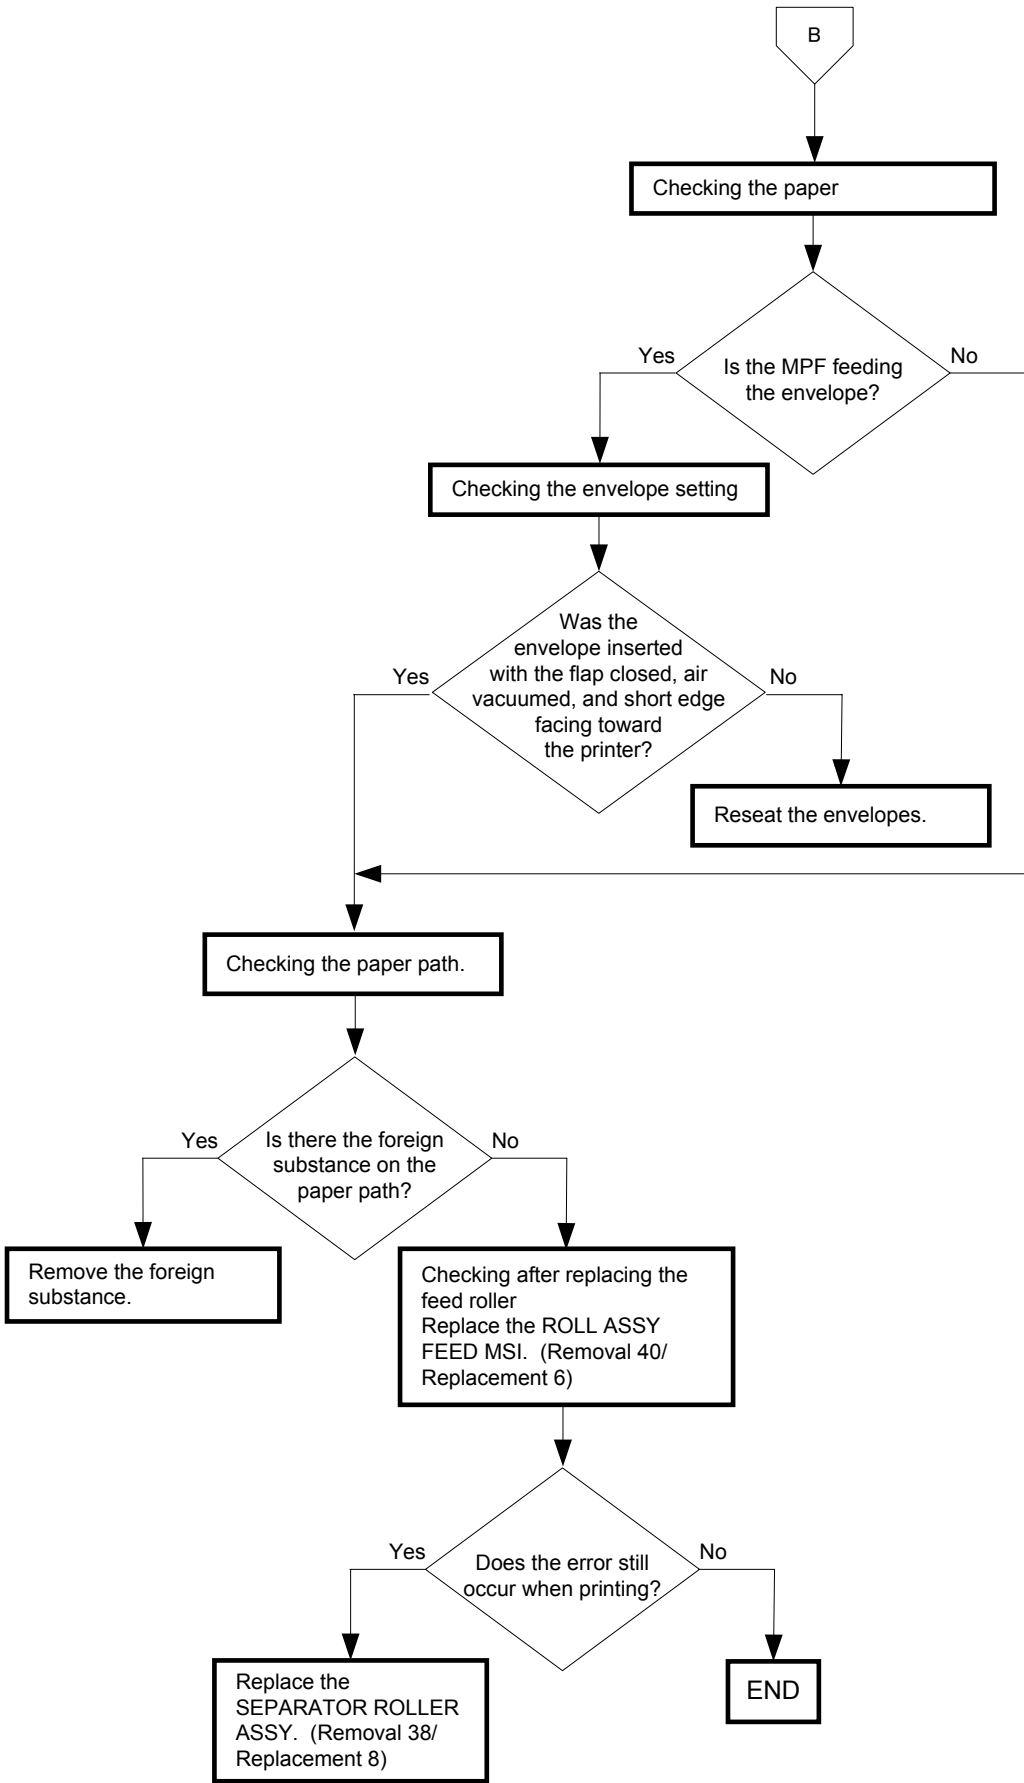 B
Checking the paper
Yes
Is the MPF feeding
the envelope?
No
Checking the envelope setting
Yes
Was the
envelope inserted
with the flap closed, air
vacuumed, and short edge
facing toward
the printer?
No
Reseat the envelopes.
Checking the paper path.
Yes
Is there the foreign
substance on the
paper path?
No
Remove the foreign
substance.
Checking after replacing the
feed roller
Replace the ROLL ASSY
FEED MSI.  (Removal 40/
Replacement 6)
Yes
Does the error still
occur when printing?
No
Replace the
SEPARATOR ROLLER
ASSY.  (Removal 38/
Replacement 8)
END